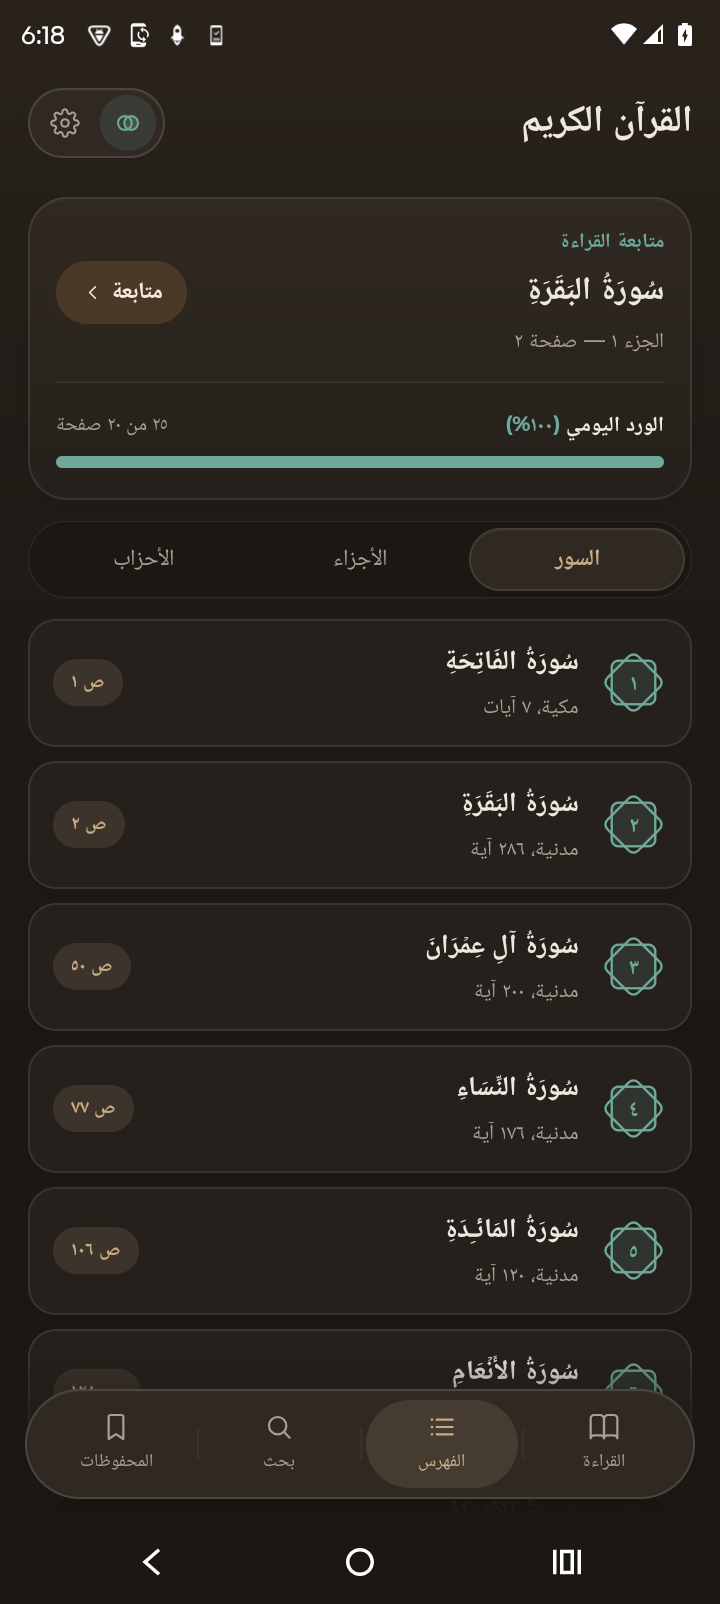 6:18
القرآن الكريم
متابعة القراءة
سُورَةُ البَقَرَةِ
متابعة
الجزء ١ — صفحة ٢
الورد اليومي (١٠٠%)
٢٥ من ٢٠ صفحة
السور
الأجزاء
الأحزاب
١
سُورَةُ الفَاتِحَةِ
مكية، ٧ آيات
ص ١
٢
سُورَةُ البَقَرَةِ
مدنية، ٢٨٦ آية
ص ٢
٣
سُورَةُ آلِ عِمۡرَانَ
مدنية، ٢٠٠ آية
ص ٥٠
٤
سُورَةُ النِّسَاءِ
مدنية، ١٧٦ آية
ص ٧٧
٥
سُورَةُ المَائـِدَةِ
مدنية، ١٢٠ آية
ص ١٠٦
سُورَةُ الأَنۡعَامِ
القراءة
الفهرس
بحث
المحفوظات